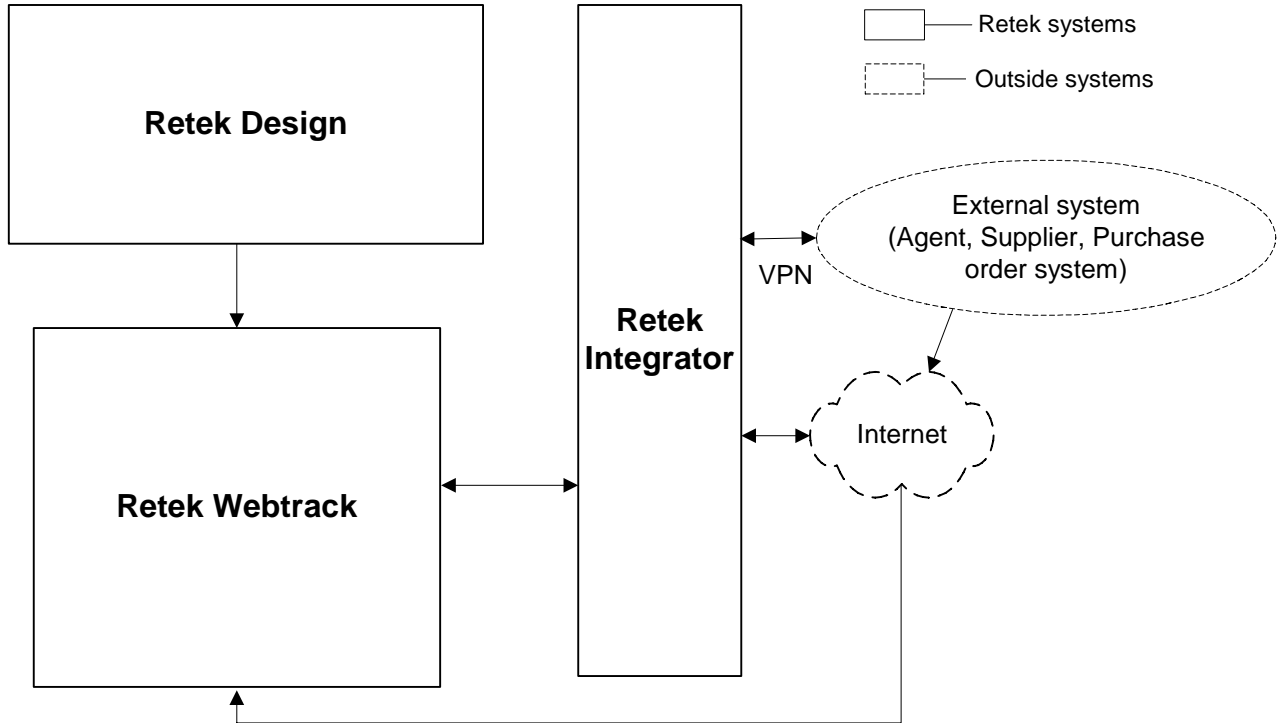 Retek Design
Retek systems
Outside systems
External system
(Agent, Supplier, Purchase
order system)
VPN
Retek
Integrator
Internet
Retek Webtrack